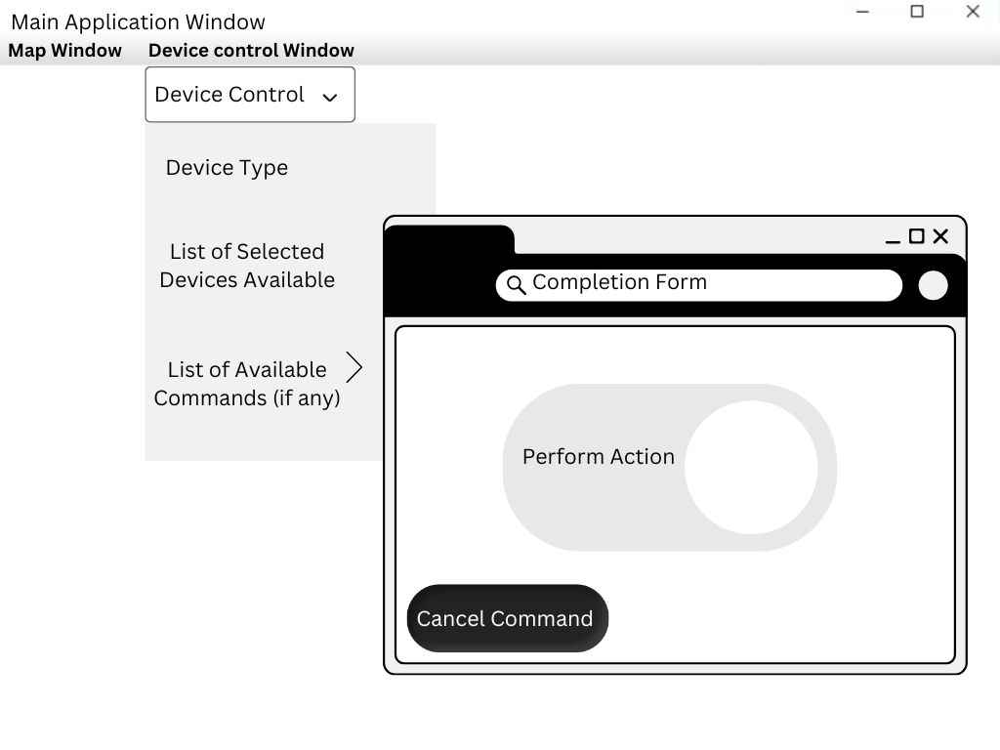 Main Application Window
Map Window
Device control Window
Device Control
Device Type
List of Selected
Devices Available
List of Available
Commands (if any)
Completion Form
Perform Action
Cancel Command